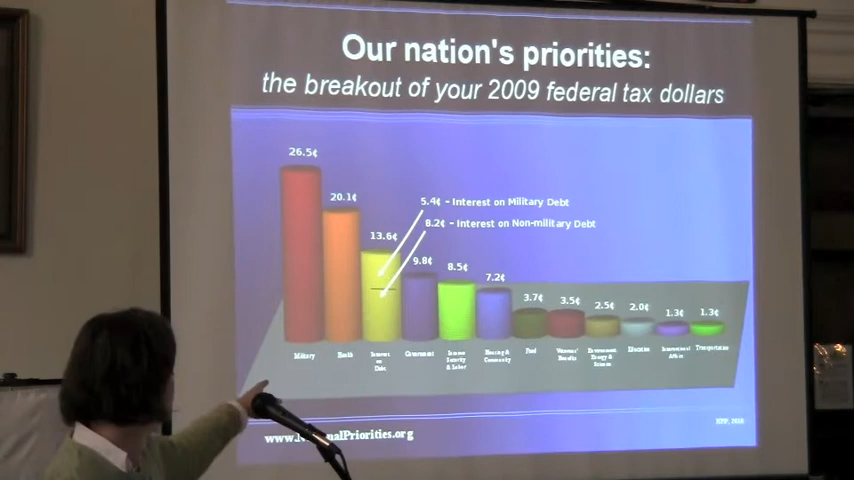 Our nation's priorities:
the breakout of your 2009 federal tax dollars
26.5¢
20.1¢
13.6¢
5.4¢ – Interest on Military Debt
8.2¢ – Interest on Non-military Debt
9.8¢
8.5¢
7.2¢
3.7¢
3.5¢
2.5¢
2.0¢
1.3¢
1.3¢
Military
Health
Interest
on
Debt
Government
Income
Security
& Labor
Housing &
Community
Food
Veterans'
Benefits
Environment
Energy &
Science
Education
International
Affairs
Transportation
www.N nalPriorities.org